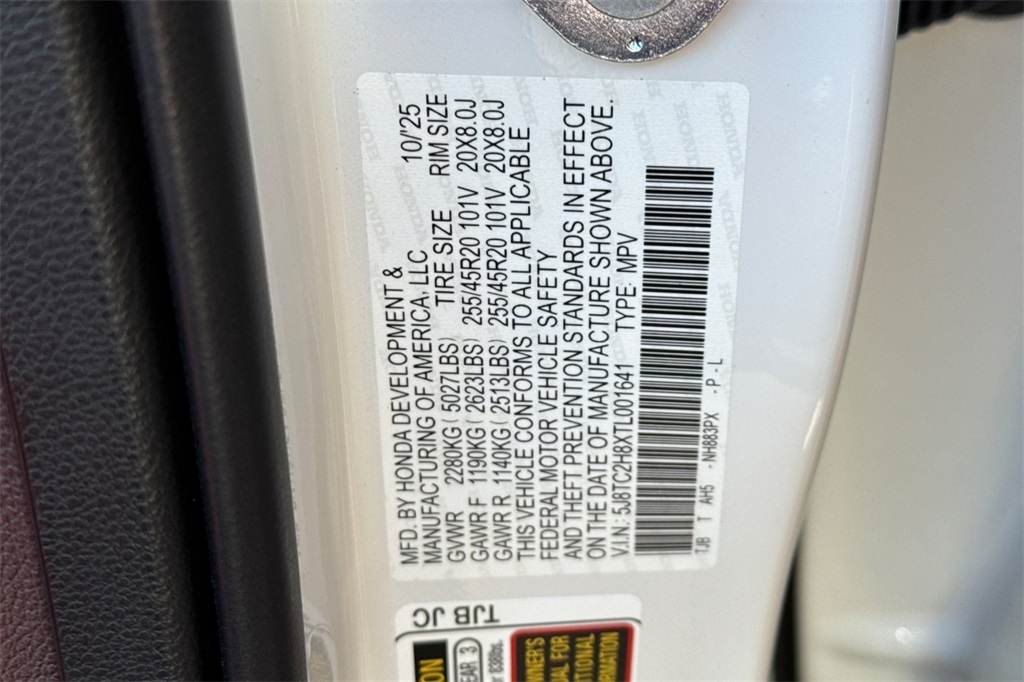 MFD. BY HONDA DEVELOPMENT &
MANUFACTURING OF AMERICA, LLC 10/'25
GVWR 2280KG ( 5027LBS) TIRE SIZE RIM SIZE
GAWR F 1190KG ( 2623LBS) 255/45R20 101V 20X8.0J
GAWR R 1140KG ( 2513LBS) 255/45R20 101V 20X8.0J
THIS VEHICLE CONFORMS TO ALL APPLICABLE
FEDERAL MOTOR VEHICLE SAFETY
AND THEFT PREVENTION STANDARDS IN EFFECT
ON THE DATE OF MANUFACTURE SHOWN ABOVE.
V.I.N.: 5J8TC2H8XTL001641 TYPE: MPV
TJB T AH5 - NH883PX . P - L
TJB JC